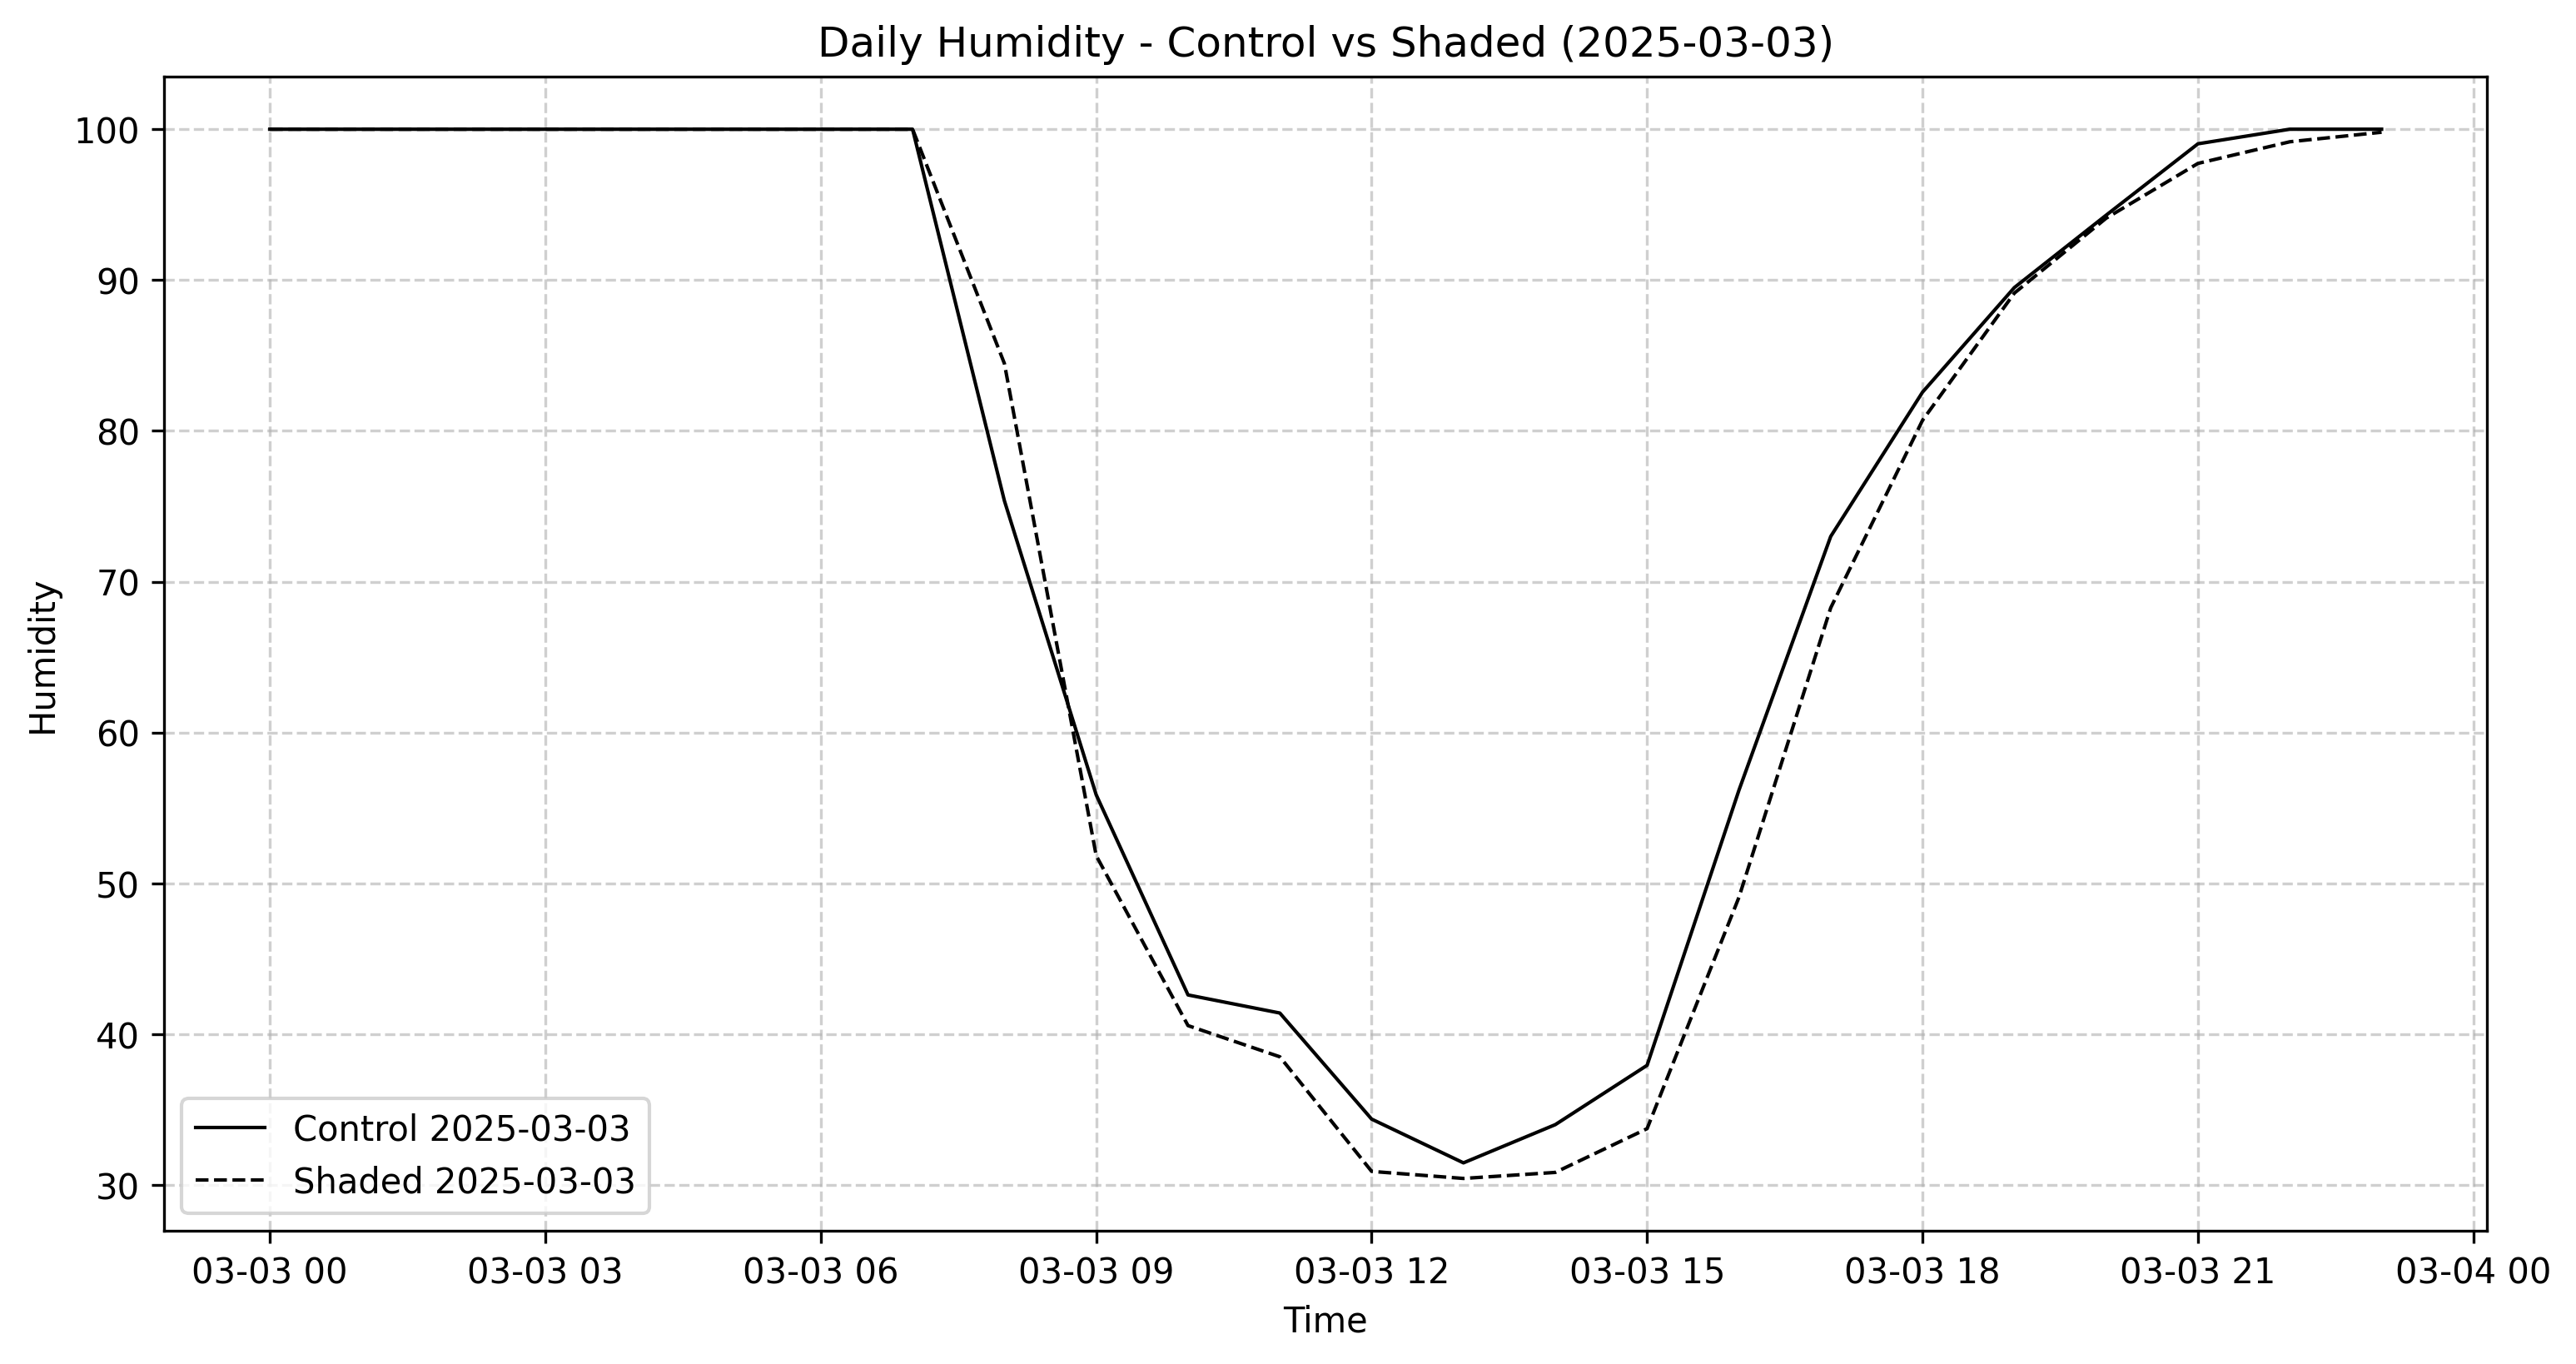 Daily Humidity - Control vs Shaded (2025-03-03)
100
90
80
70
60
50
40
30
Humidity
Control 2025-03-03
Shaded 2025-03-03
03-03 00 03-03 03 03-03 06 03-03 09 03-03 12 03-03 15 03-03 18 03-03 21 03-04 00
Time